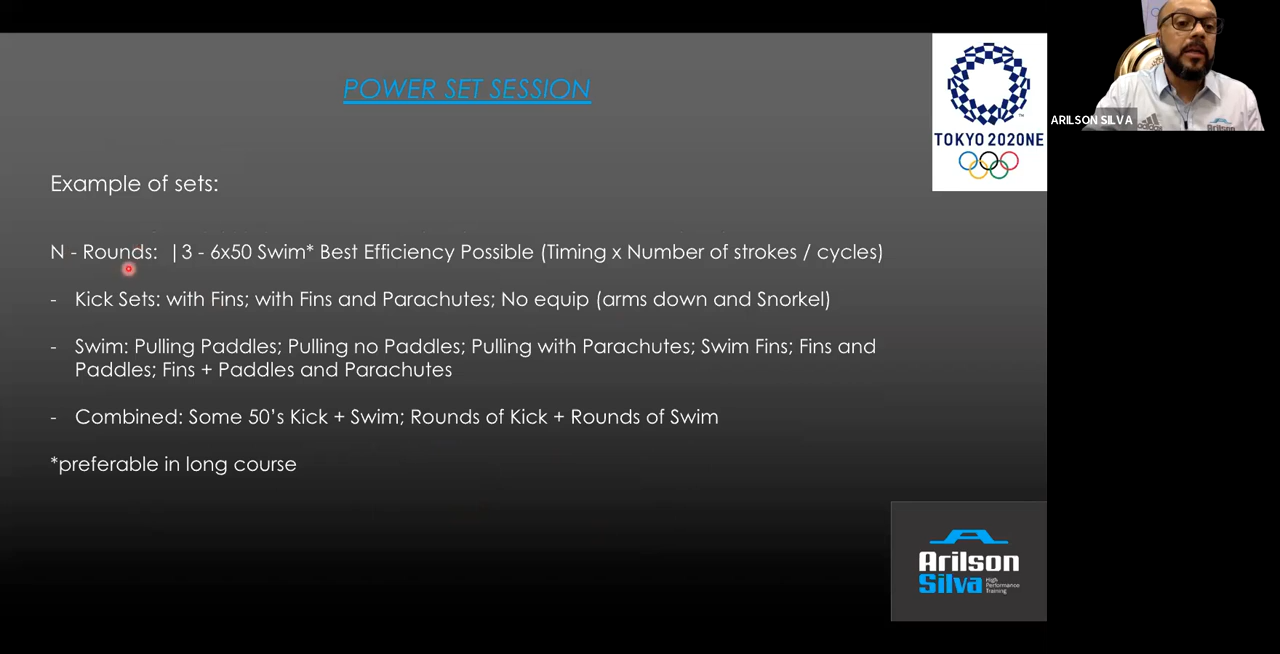 POWER SET SESSION
TOKYO 2020NE
ARILSON SILVA
Example of sets:
N - Rounds: |3 - 6x50 Swim* Best Efficiency Possible (Timing x Number of strokes / cycles)
- Kick Sets: with Fins; with Fins and Parachutes; No equip (arms down and Snorkel)
- Swim: Pulling Paddles; Pulling no Paddles; Pulling with Parachutes; Swim Fins; Fins and
Paddles; Fins + Paddles and Parachutes
- Combined: Some 50's Kick + Swim; Rounds of Kick + Rounds of Swim
*preferable in long course
Arilson
Silva
High
Performance
Training
adidas
Arilson